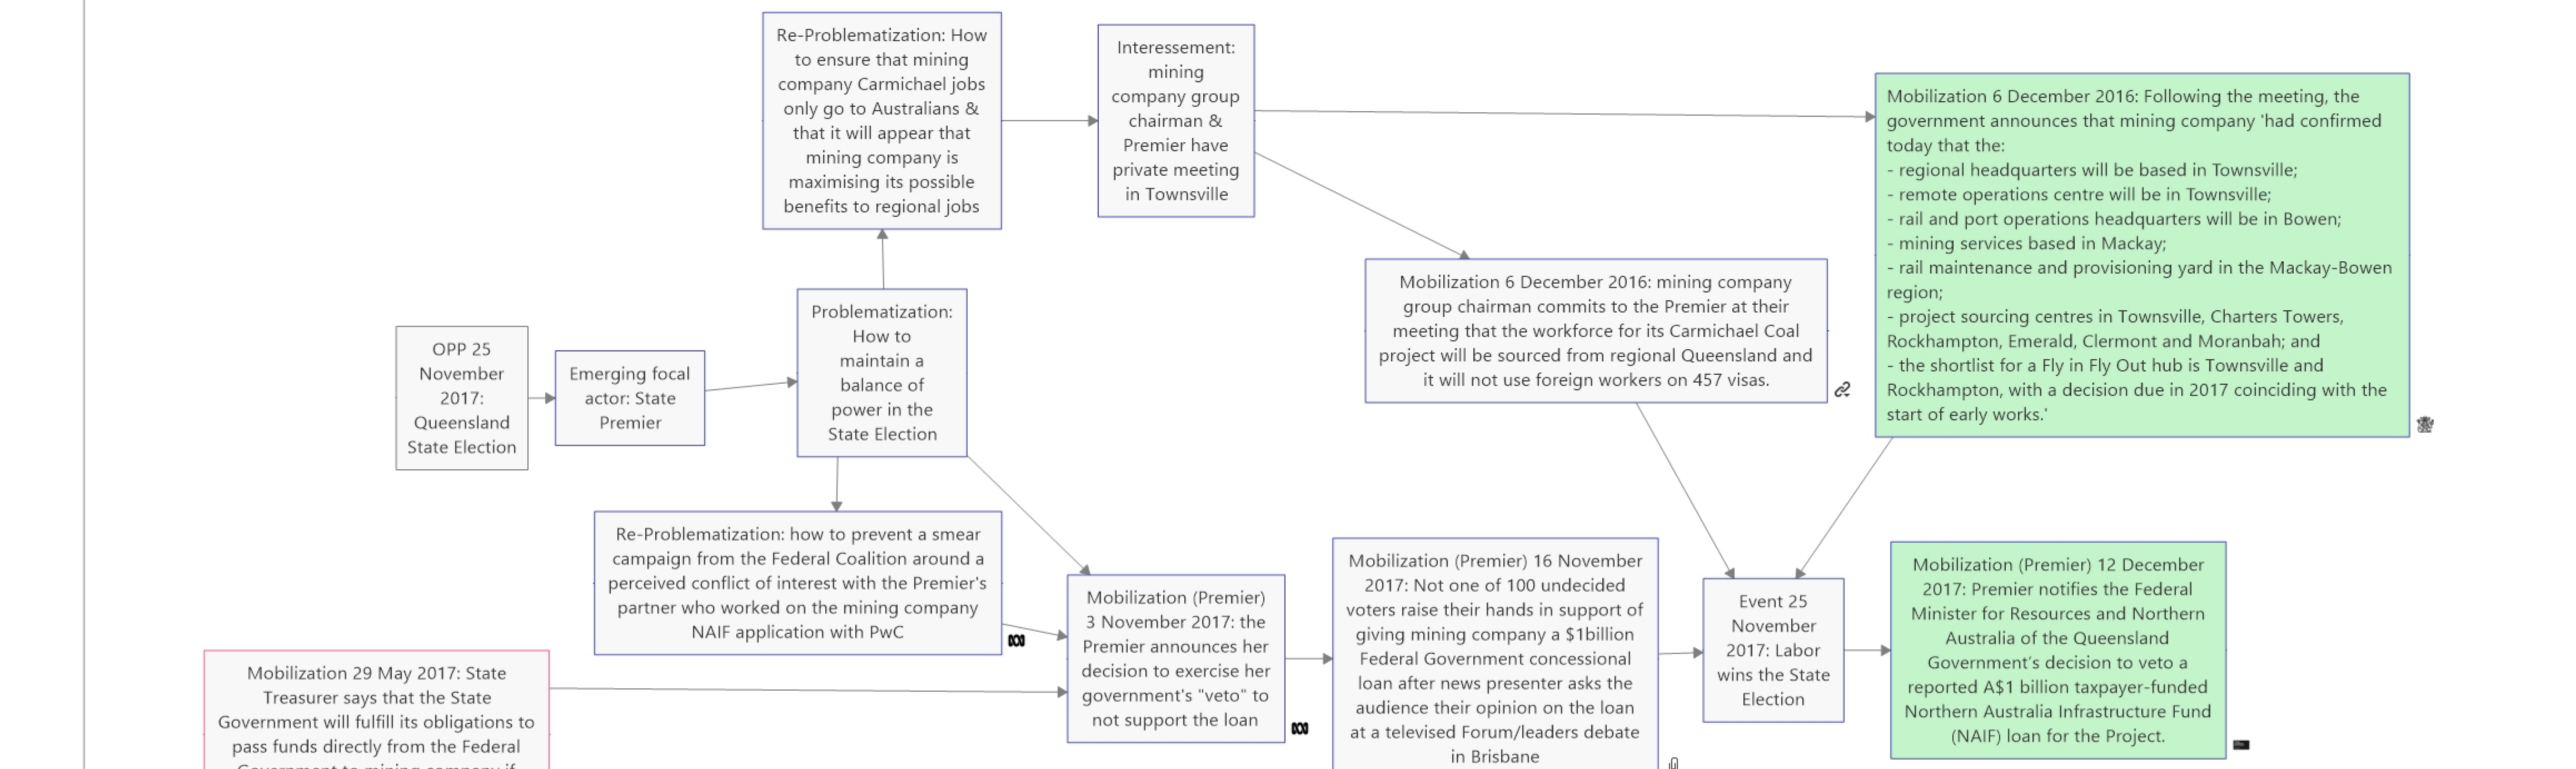 Re-Problematization: How
to ensure that mining
company Carmichael jobs
only go to Australians &
that it will appear that
mining company is
maximising its possible
benefits to regional jobs
Interessement:
mining
company group
chairman &
Premier have
private meeting
in Townsville
Mobilization 6 December 2016: Following the meeting, the
government announces that mining company 'had confirmed
today that the:
- regional headquarters will be based in Townsville;
- remote operations centre will be in Townsville;
- rail and port operations headquarters will be in Bowen;
- mining services based in Mackay;
- rail maintenance and provisioning yard in the Mackay-Bowen
region;
- project sourcing centres in Townsville, Charters Towers,
Rockhampton, Emerald, Clermont and Moranbah; and
- the shortlist for a Fly in Fly Out hub is Townsville and
Rockhampton, with a decision due in 2017 coinciding with the
start of early works.'
Mobilization 6 December 2016: mining company
group chairman commits to the Premier at their
meeting that the workforce for its Carmichael Coal
project will be sourced from regional Queensland and
it will not use foreign workers on 457 visas.
OPP 25
November
2017:
Queensland
State Election
Emerging focal
actor: State
Premier
Problematization:
How to
maintain a
balance of
power in the
State Election
Re-Problematization: how to prevent a smear
campaign from the Federal Coalition around a
perceived conflict of interest with the Premier's
partner who worked on the mining company
NAIF application with PwC
Mobilization 29 May 2017: State
Treasurer says that the State
Government will fulfill its obligations to
pass funds directly from the Federal
Government to mining company if
Mobilization (Premier)
3 November 2017: the
Premier announces her
decision to exercise her
government's "veto" to
not support the loan
Mobilization (Premier) 16 November
2017: Not one of 100 undecided
voters raise their hands in support of
giving mining company a $1billion
Federal Government concessional
loan after news presenter asks the
audience their opinion on the loan
at a televised Forum/leaders debate
in Brisbane
Event 25
November
2017: Labor
wins the State
Election
Mobilization (Premier) 12 December
2017: Premier notifies the Federal
Minister for Resources and Northern
Australia of the Queensland
Government's decision to veto a
reported A$1 billion taxpayer-funded
Northern Australia Infrastructure Fund
(NAIF) loan for the Project.